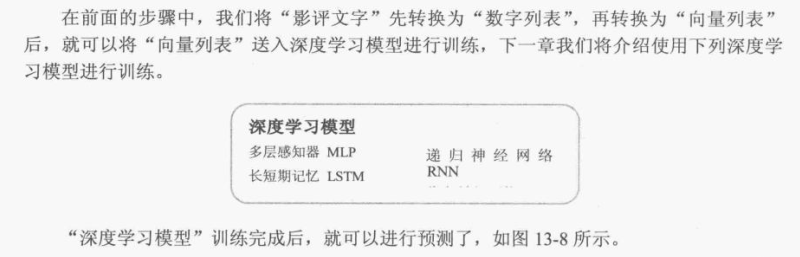 在前面的步骤中，我们将“影评文字”先转换为“数字列表”，再转换为“向量列表”
后，就可以将“向量列表”送入深度学习模型进行训练，下一章我们将介绍使用下列深度学
习模型进行训练。
深度学习模型
多层感知器 MLP
递归神经网络
RNN
长短期记忆 LSTM
“深度学习模型”训练完成后，就可以进行预测了，如图 13-8 所示。